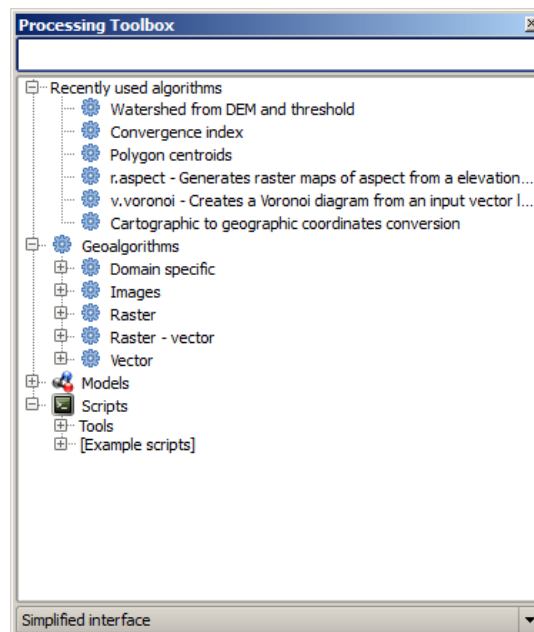 Processing Toolbox
Recently used algorithms
Watershed from DEM and threshold
Convergence index
Polygon centroids
r.aspect - Generates raster maps of aspect from a elevation...
v.voronoi - Creates a Voronoi diagram from an input vector l...
Cartographic to geographic coordinates conversion
Geoalgorithms
Domain specific
Images
Raster
Raster - vector
Vector
Models
Scripts
Tools
[Example scripts]
Simplified interface